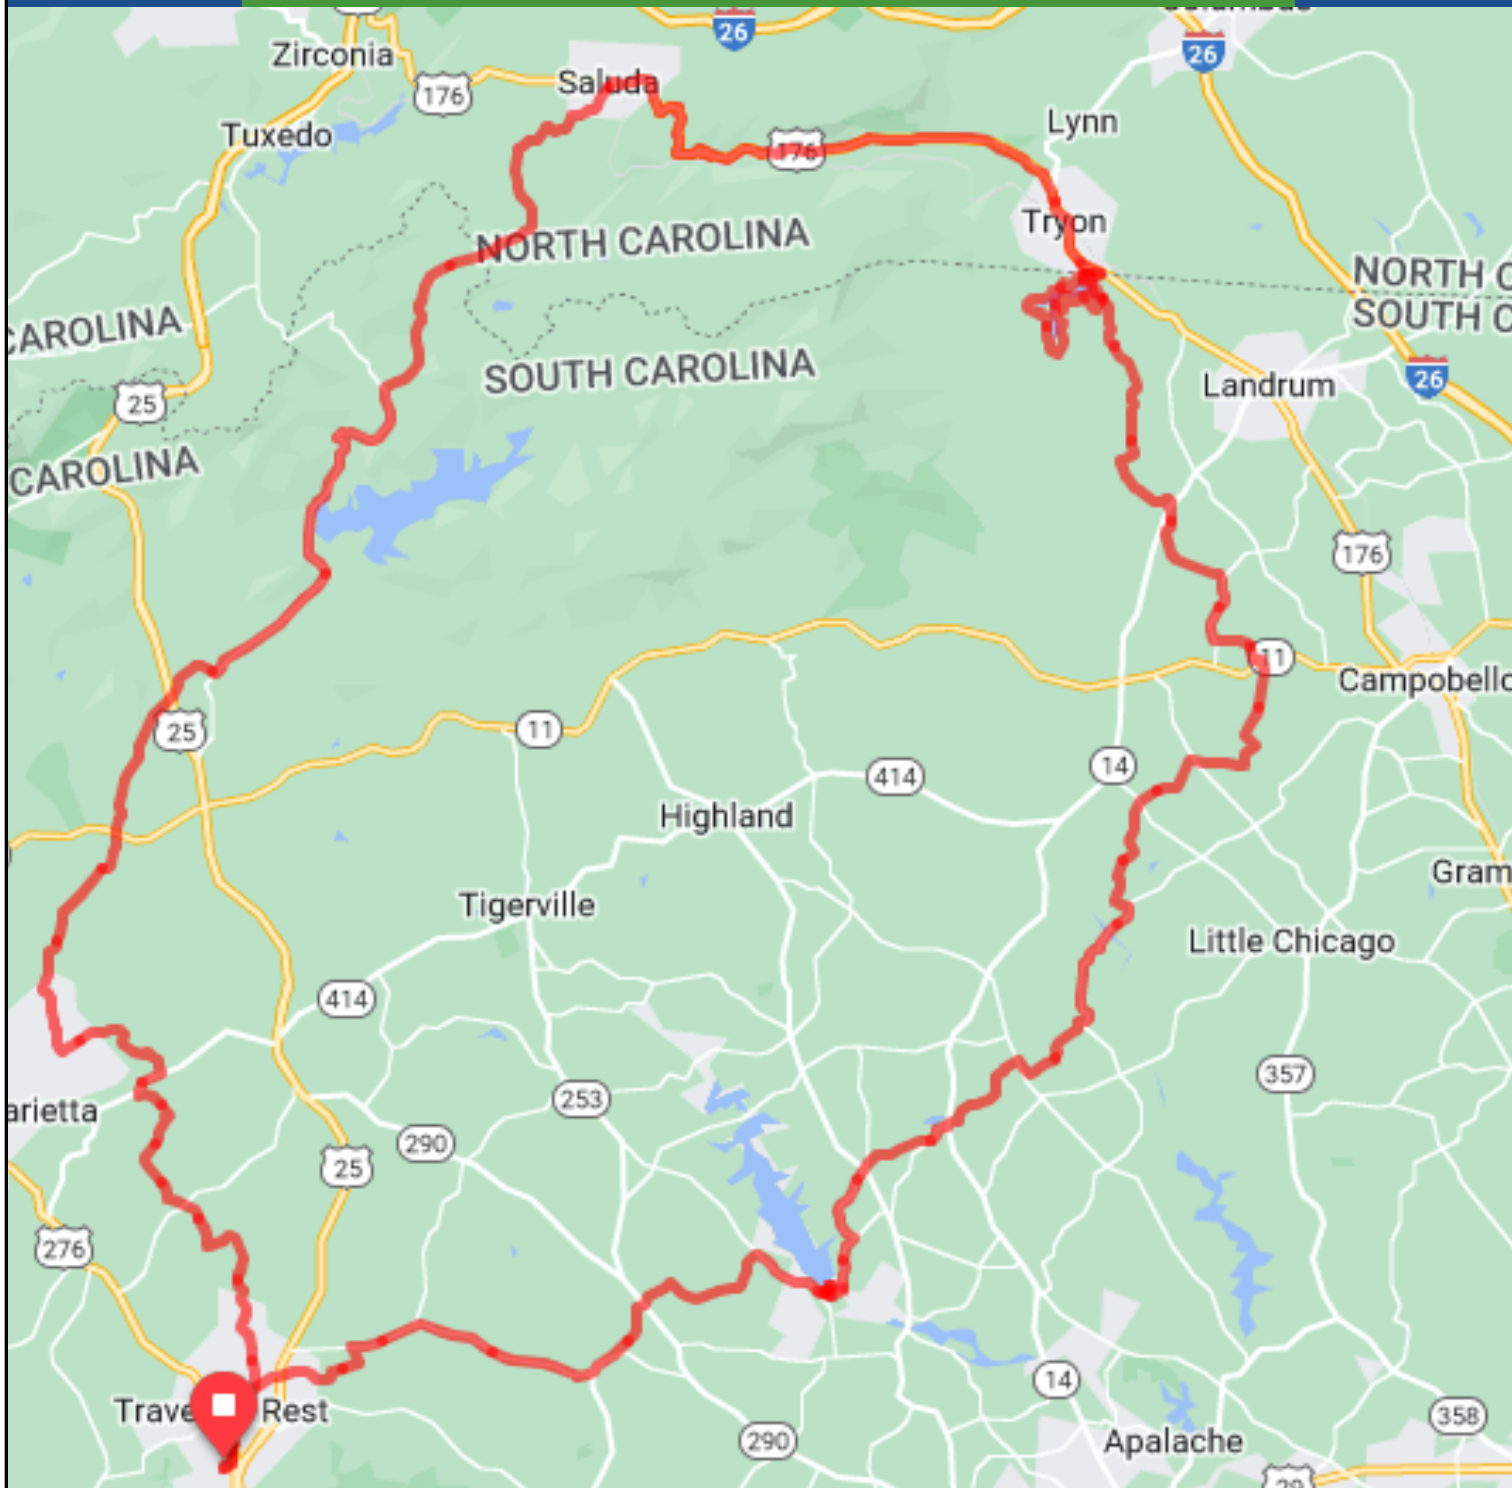 26
26
Zirconia
Saluda
176
Tuxedo
Lynn
176
Tryon
NORTH CAROLINA
NORTH C
SOUTH C
CAROLINA
SOUTH CAROLINA
Landrum
26
25
CAROLINA
176
11
Campobello
25
11
14
414
Highland
Gram
Tigerville
Little Chicago
414
357
253
arietta
290
25
276
14
Trave
Rest
358
290
Apalache
29